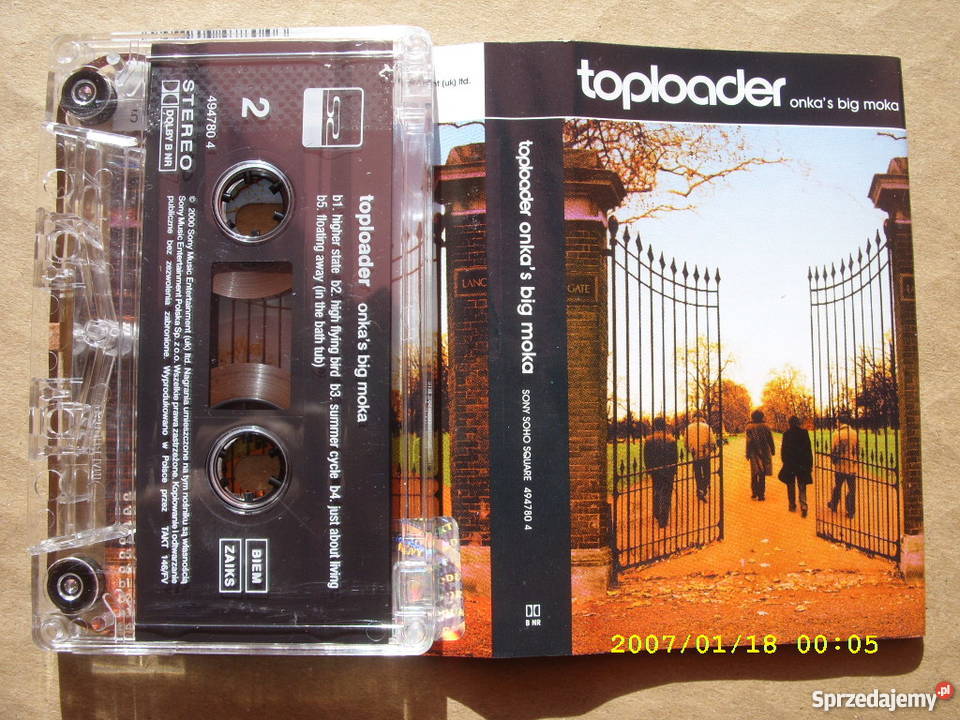 STEREO
DOLBY B NR
494780 4
2
toploader onka's big moka
b1. higher state b2. high flying bird b3. summer cycle b4. just about living
b5. floating away (in the bath tub)
BIEM
ZAIKS
℗ 2000 Sony Music Entertainment (uk) ltd. Nagrania umieszczone na tym nośniku są własnością
Sony Music Entertainment Polska Sp. z o.o. Wszelkie prawa zastrzeżone. Kopiowanie i odtwarzanie
publiczne bez zezwolenia zabronione. Wyprodukowano w Polsce przez TAKT 146/FV
(uk) ltd.
toploader onka's big moka
SONY SOHO SQUARE 494780 4
B NR
toploader onka's big moka
LANC
GATE
2007/01/18 00:05
Sprzedajemy.pl